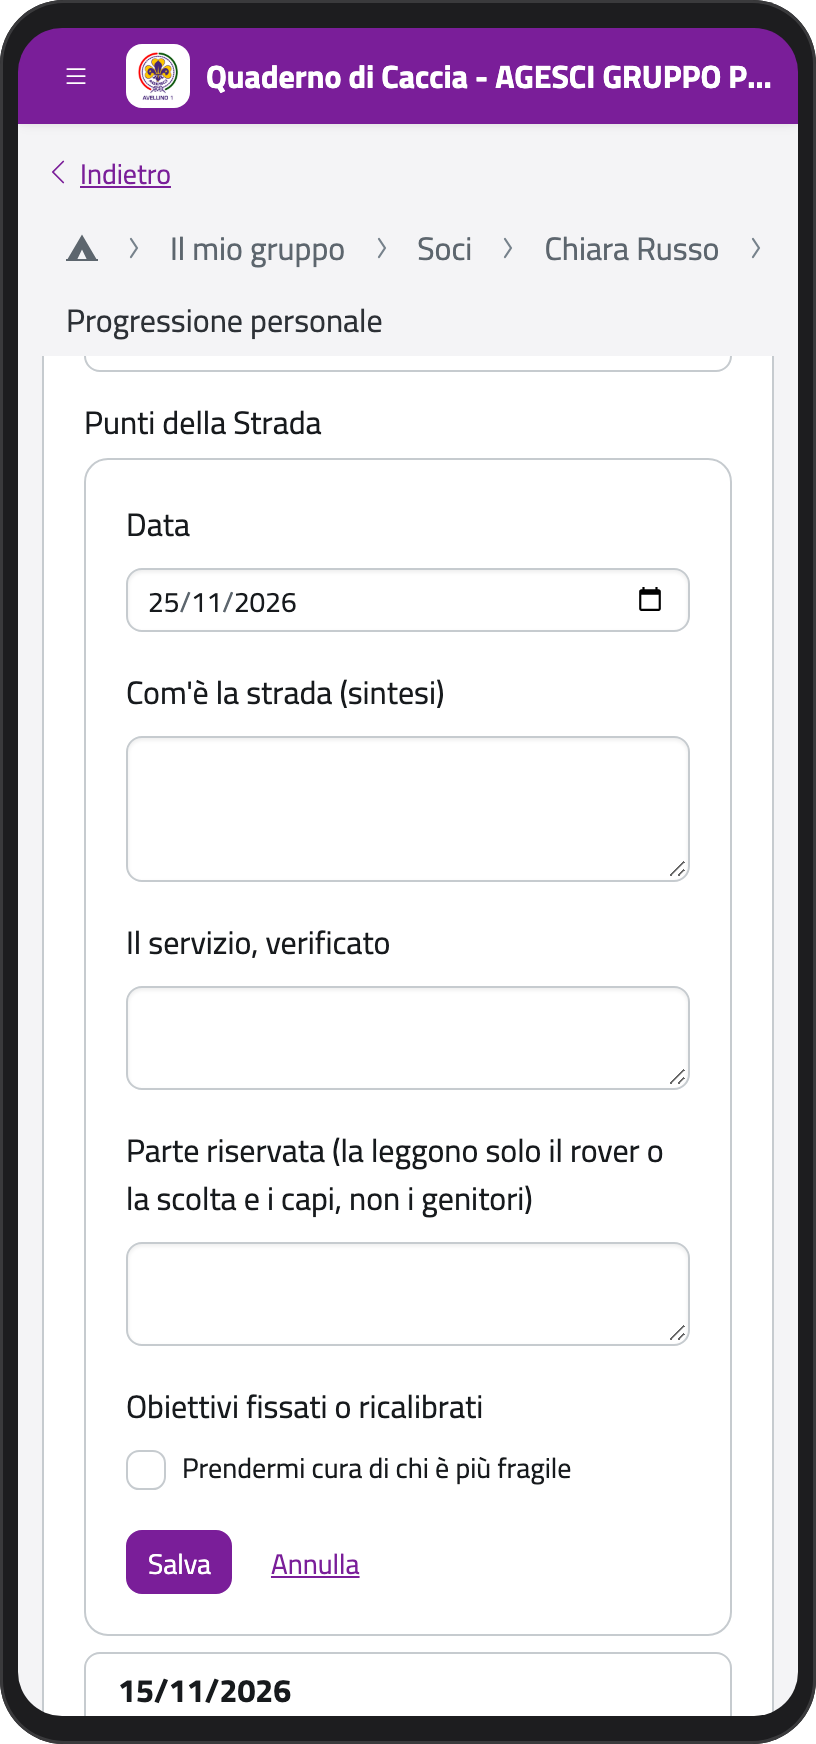 AVELLINO 1
Quaderno di Caccia - AGESCI GRUPPO P...
Indietro
Il mio gruppo
Soci
Chiara Russo
Progressione personale
Punti della Strada
Data
25/11/2026
Com'è la strada (sintesi)
Il servizio, verificato
Parte riservata (la leggono solo il rover o
la scolta e i capi, non i genitori)
Obiettivi fissati o ricalibrati
Prendermi cura di chi è più fragile
Salva
Annulla
15/11/2026